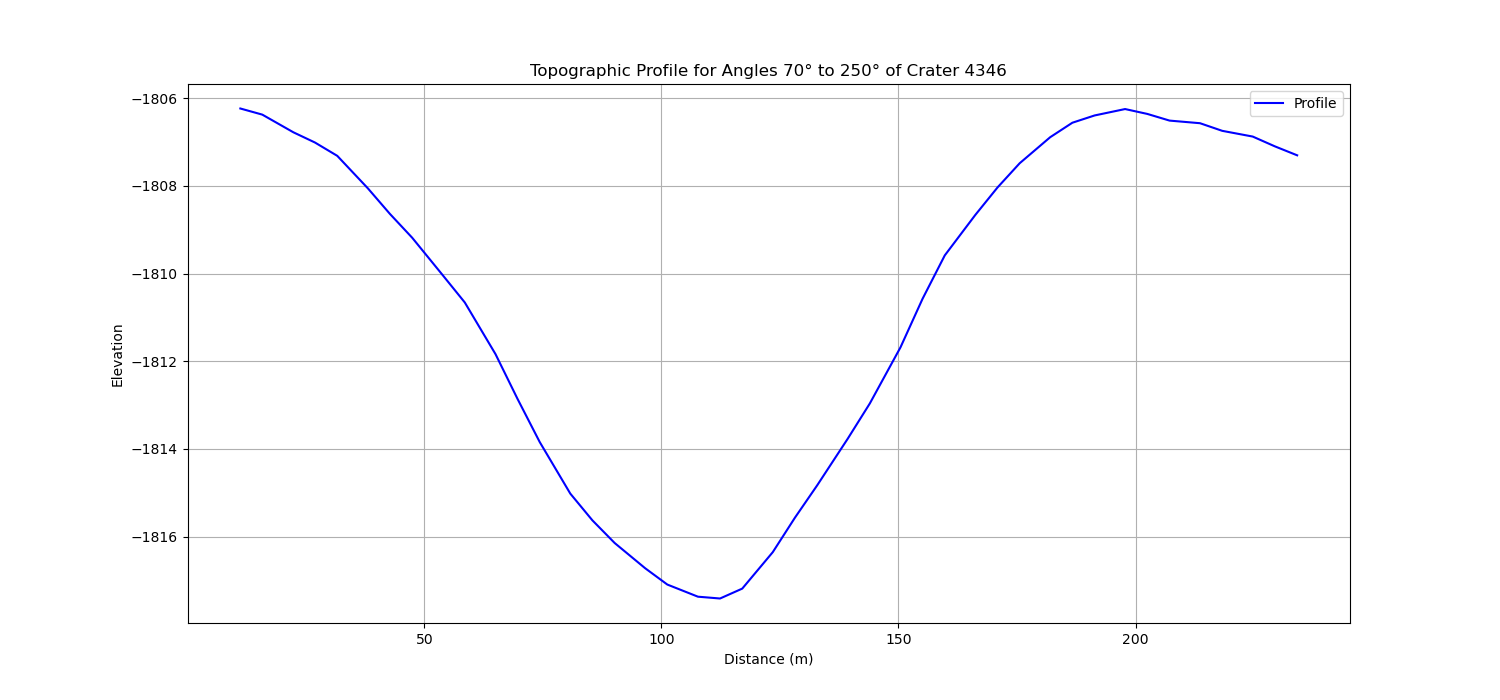 Topographic Profile for Angles 70° to 250° of Crater 4346
Profile
−1806
−1808
−1810
−1812
−1814
−1816
Elevation
50
100
150
200
Distance (m)